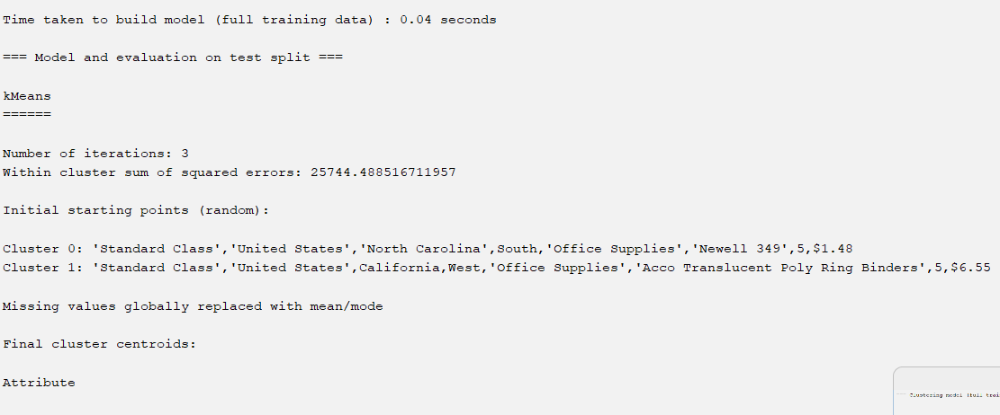 Time taken to build model (full training data) : 0.04 seconds
=== Model and evaluation on test split ===
kMeans
======
Number of iterations: 3
Within cluster sum of squared errors: 25744.488516711957
Initial starting points (random):
Cluster 0: 'Standard Class','United States','North Carolina',South,'Office Supplies','Newell 349',5,$1.48
Cluster 1: 'Standard Class','United States',California,West,'Office Supplies','Acco Translucent Poly Ring Binders',5,$6.55
Missing values globally replaced with mean/mode
Final cluster centroids:
Attribute
Clustering model (full trai